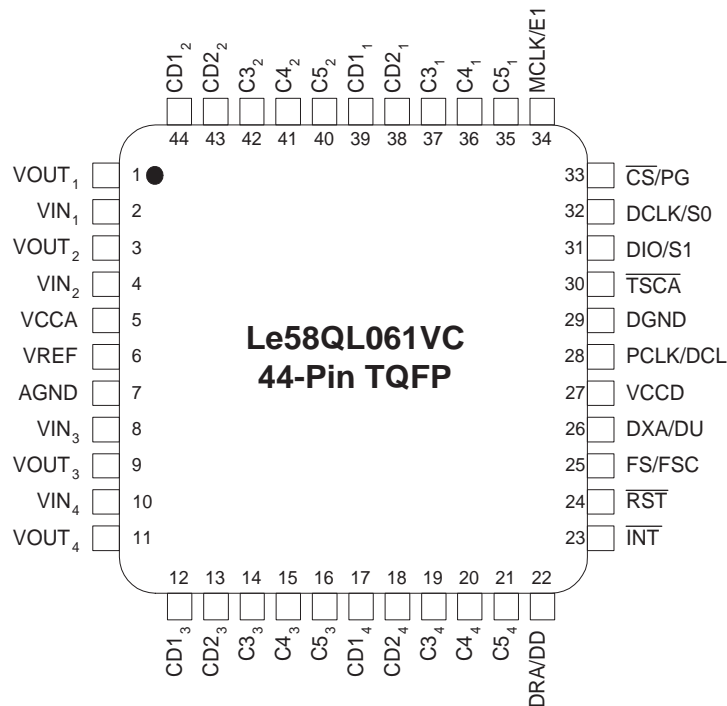 CD1₂ CD2₂ C3₂ C4₂ C5₂ CD1₁ CD2₁ C3₁ C4₁ C5₁ MCLK/E1
44 43 42 41 40 39 38 37 36 35 34
VOUT₁ 1 33 C̅S̅/PG
VIN₁ 2 32 DCLK/S0
VOUT₂ 3 31 DIO/S1
VIN₂ 4 30 T̅S̅C̅A̅
VCCA 5 29 DGND
Le58QL061VC
VREF 6 28 PCLK/DCL
44-Pin TQFP
AGND 7 27 VCCD
VIN₃ 8 26 DXA/DU
VOUT₃ 9 25 FS/FSC
VIN₄ 10 24 R̅S̅T̅
VOUT₄ 11 23 I̅N̅T̅
12 13 14 15 16 17 18 19 20 21 22
CD1₃ CD2₃ C3₃ C4₃ C5₃ CD1₄ CD2₄ C3₄ C4₄ C5₄ DRA/DD